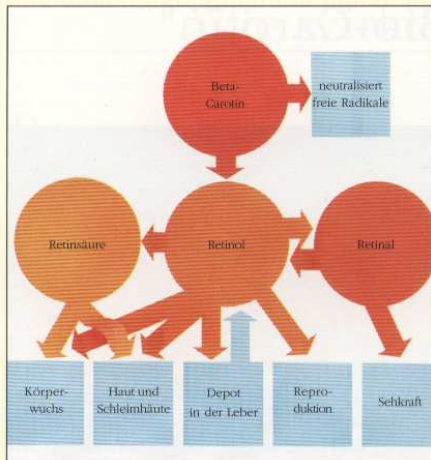 Beta-
Carotin
neutralisiert
freie Radikale
Retinsäure
Retinol
Retinal
Körper-
wuchs
Haut und
Schleimhäute
Depot
in der Leber
Repro-
duktion
Sehkraft